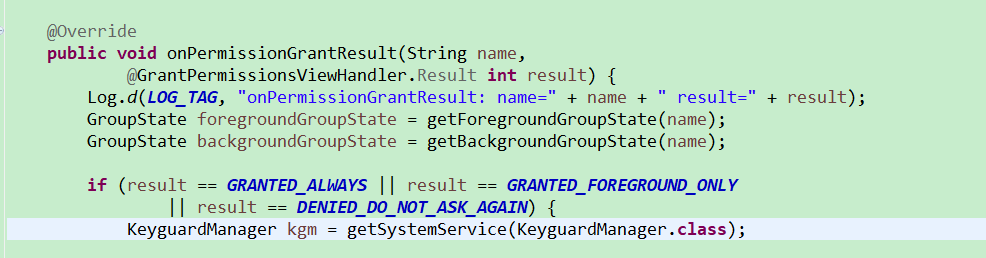 @Override
public void onPermissionGrantResult(String name,
@GrantPermissionsViewHandler.Result int result) {
Log.d(LOG_TAG, "onPermissionGrantResult: name=" + name + " result=" + result);
GroupState foregroundGroupState = getForegroundGroupState(name);
GroupState backgroundGroupState = getBackgroundGroupState(name);
if (result == GRANTED_ALWAYS || result == GRANTED_FOREGROUND_ONLY
|| result == DENIED_DO_NOT_ASK_AGAIN) {
KeyguardManager kgm = getSystemService(KeyguardManager.class);